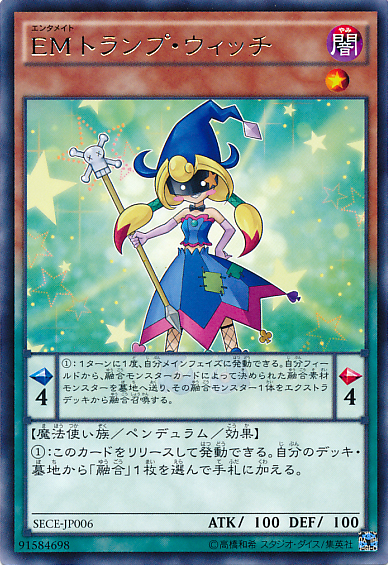 エンタメイト
EMトランプ・ウィッチ
やみ
闇
①：1ターンに1度、自分メインフェイズに発動できる。自分フィー
ルドから、融合モンスターカードによって決められた融合素材
モンスターを墓地へ送り、その融合モンスター1体をエクストラ
デッキから融合召喚する。
4
4
【魔法使い族／ペンデュラム／効果】
①：このカードをリリースして発動できる。自分のデッキ・
墓地から「融合」1枚を選んで手札に加える。
SECE-JP006
ATK/ 100 DEF/ 100
91584698
©高橋和希 スタジオ・ダイス/集英社